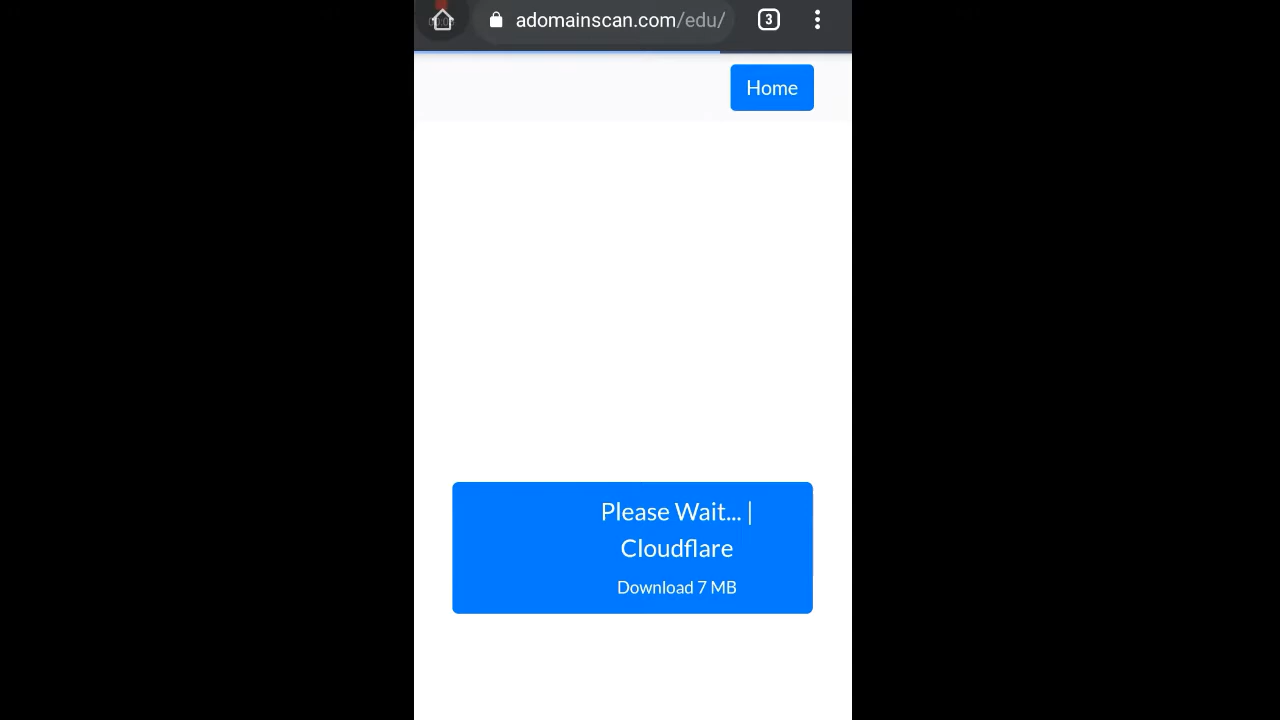 adomainscan.com/edu/
3
Home
Please Wait... |
Cloudflare
Download 7 MB